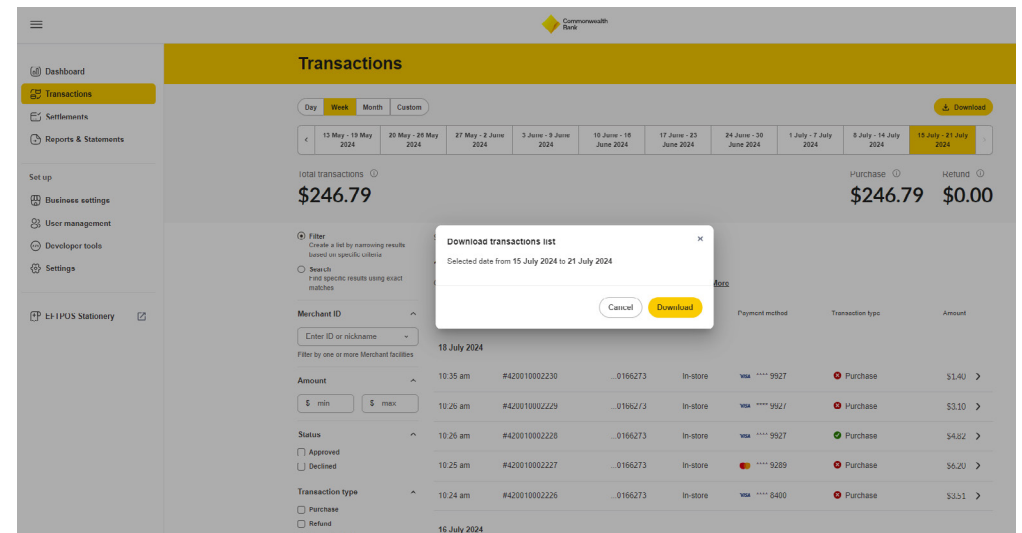 Commonwealth
Bank
Dashboard
Transactions
Settlements
Reports & Statements
Set up
Business settings
User management
Developer tools
Settings
EFTPOS Stationery
Transactions
Day Week Month Custom
Download
13 May - 19 May 2024
20 May - 26 May 2024
27 May - 2 June 2024
3 June - 9 June 2024
10 June - 16 June 2024
17 June - 23 June 2024
24 June - 30 June 2024
1 July - 7 July 2024
8 July - 14 July 2024
15 July - 21 July 2024
Total transactions
$246.79
Purchase
$246.79
Refund
$0.00
Filter
Create a list by narrowing results
based on specific criteria
Search
Find specific results using exact
matches
Merchant ID
Enter ID or nickname
Filter by one or more Merchant facilities
Amount
$ min $ max
Status
Approved
Declined
Transaction type
Purchase
Refund
Download transactions list
Selected date from 15 July 2024 to 21 July 2024
Cancel Download
More
Payment method Transaction type Amount
18 July 2024
10:35 am #420010002230 ...0166273 In-store VISA **** 9927 Purchase $1.40
10:26 am #420010002229 ...0166273 In-store VISA **** 9927 Purchase $3.10
10:26 am #420010002228 ...0166273 In-store VISA **** 9927 Purchase $4.82
10:25 am #420010002227 ...0166273 In-store **** 9289 Purchase $6.20
10:24 am #420010002226 ...0166273 In-store VISA **** 8400 Purchase $3.51
16 July 2024